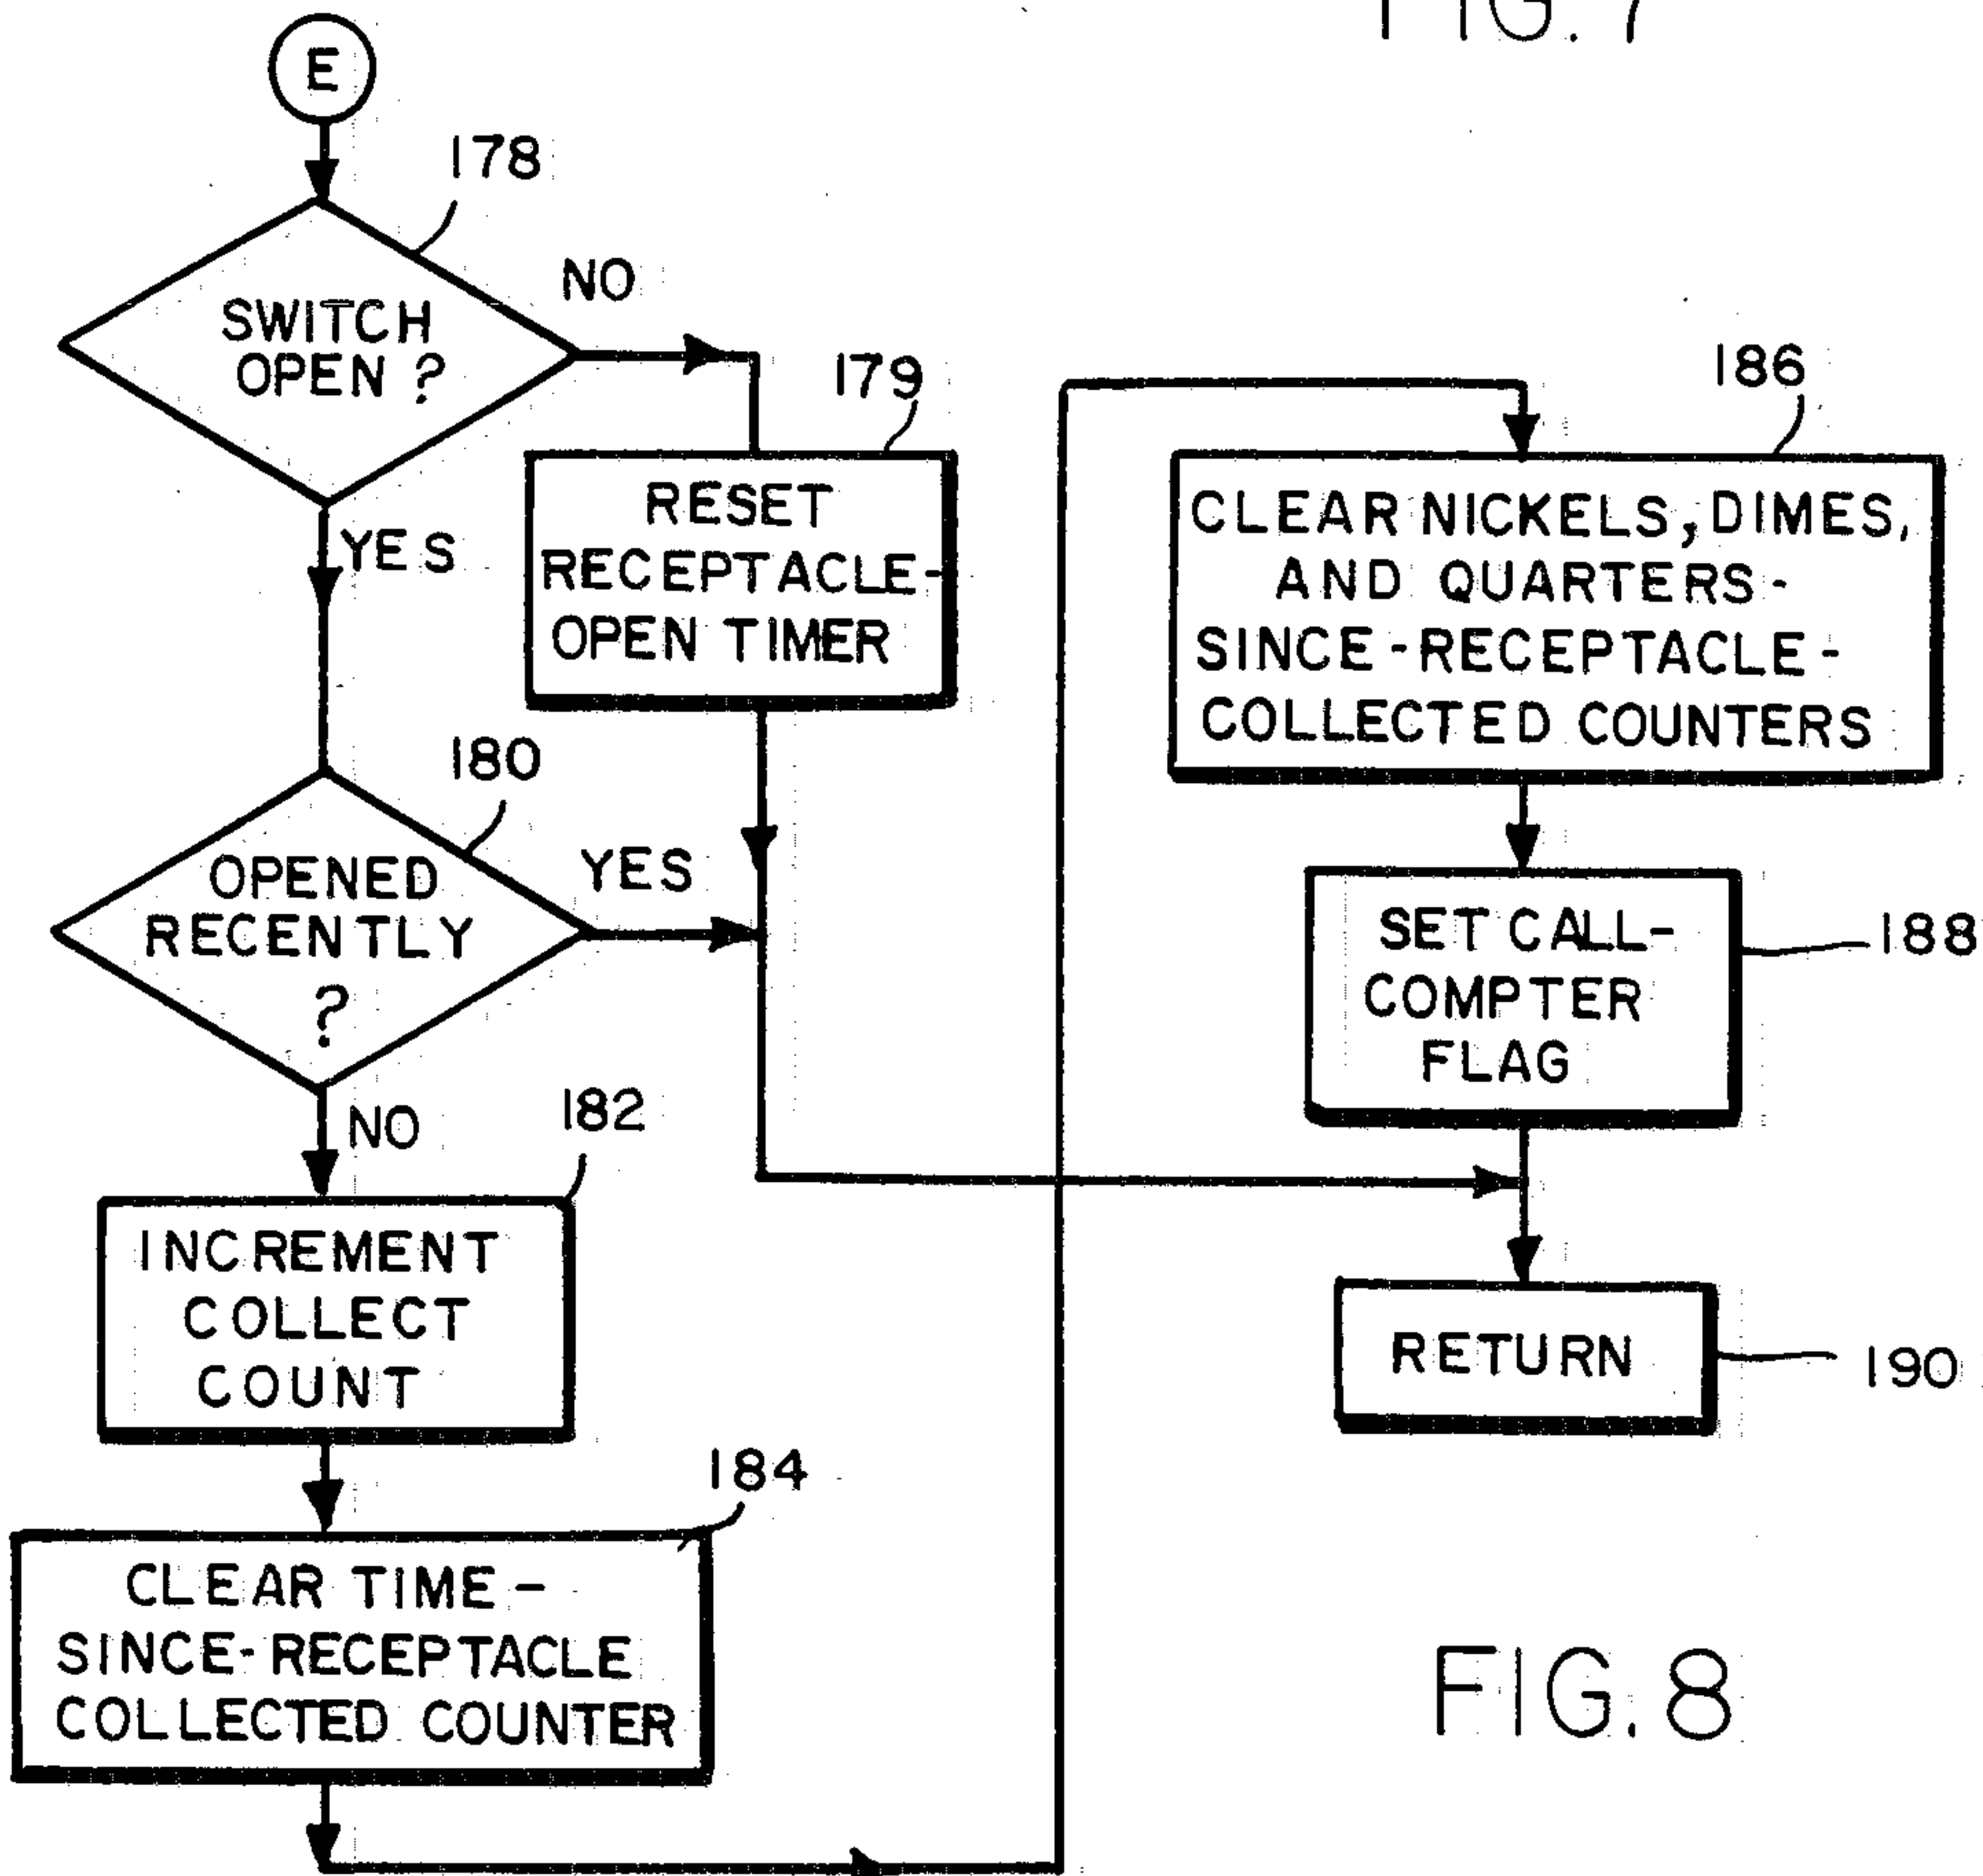 FIG. 7
E
178
SWITCH
OPEN ?
NO
YES
179
RESET
RECEPTACLE-
OPEN TIMER
180
OPENED
RECENTLY
?
YES
NO
182
INCREMENT
COLLECT
COUNT
184
CLEAR TIME-
SINCE-RECEPTACLE
COLLECTED COUNTER
186
CLEAR NICKELS, DIMES,
AND QUARTERS-
SINCE-RECEPTACLE-
COLLECTED COUNTERS
188
SET CALL-
COMPTER
FLAG
RETURN
190
FIG. 8